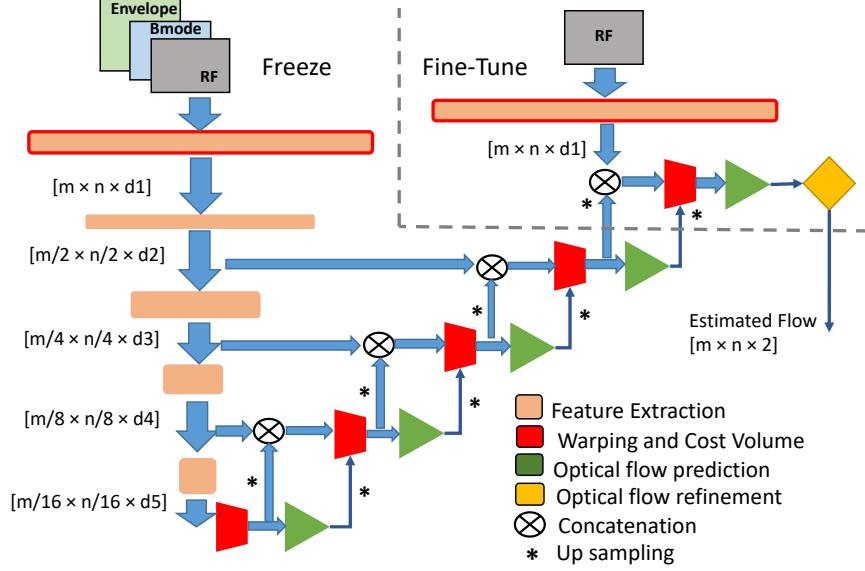 Envelope
Bmode
RF
Freeze
Fine-Tune
RF
[m × n × d1]
[m × n × d1]
*
*
[m/2 × n/2 × d2]
*
*
Estimated Flow
[m × n × 2]
[m/4 × n/4 × d3]
*
*
[m/8 × n/8 × d4]
*
*
[m/16 × n/16 × d5]
Feature Extraction
Warping and Cost Volume
Optical flow prediction
Optical flow refinement
Concatenation
* Up sampling